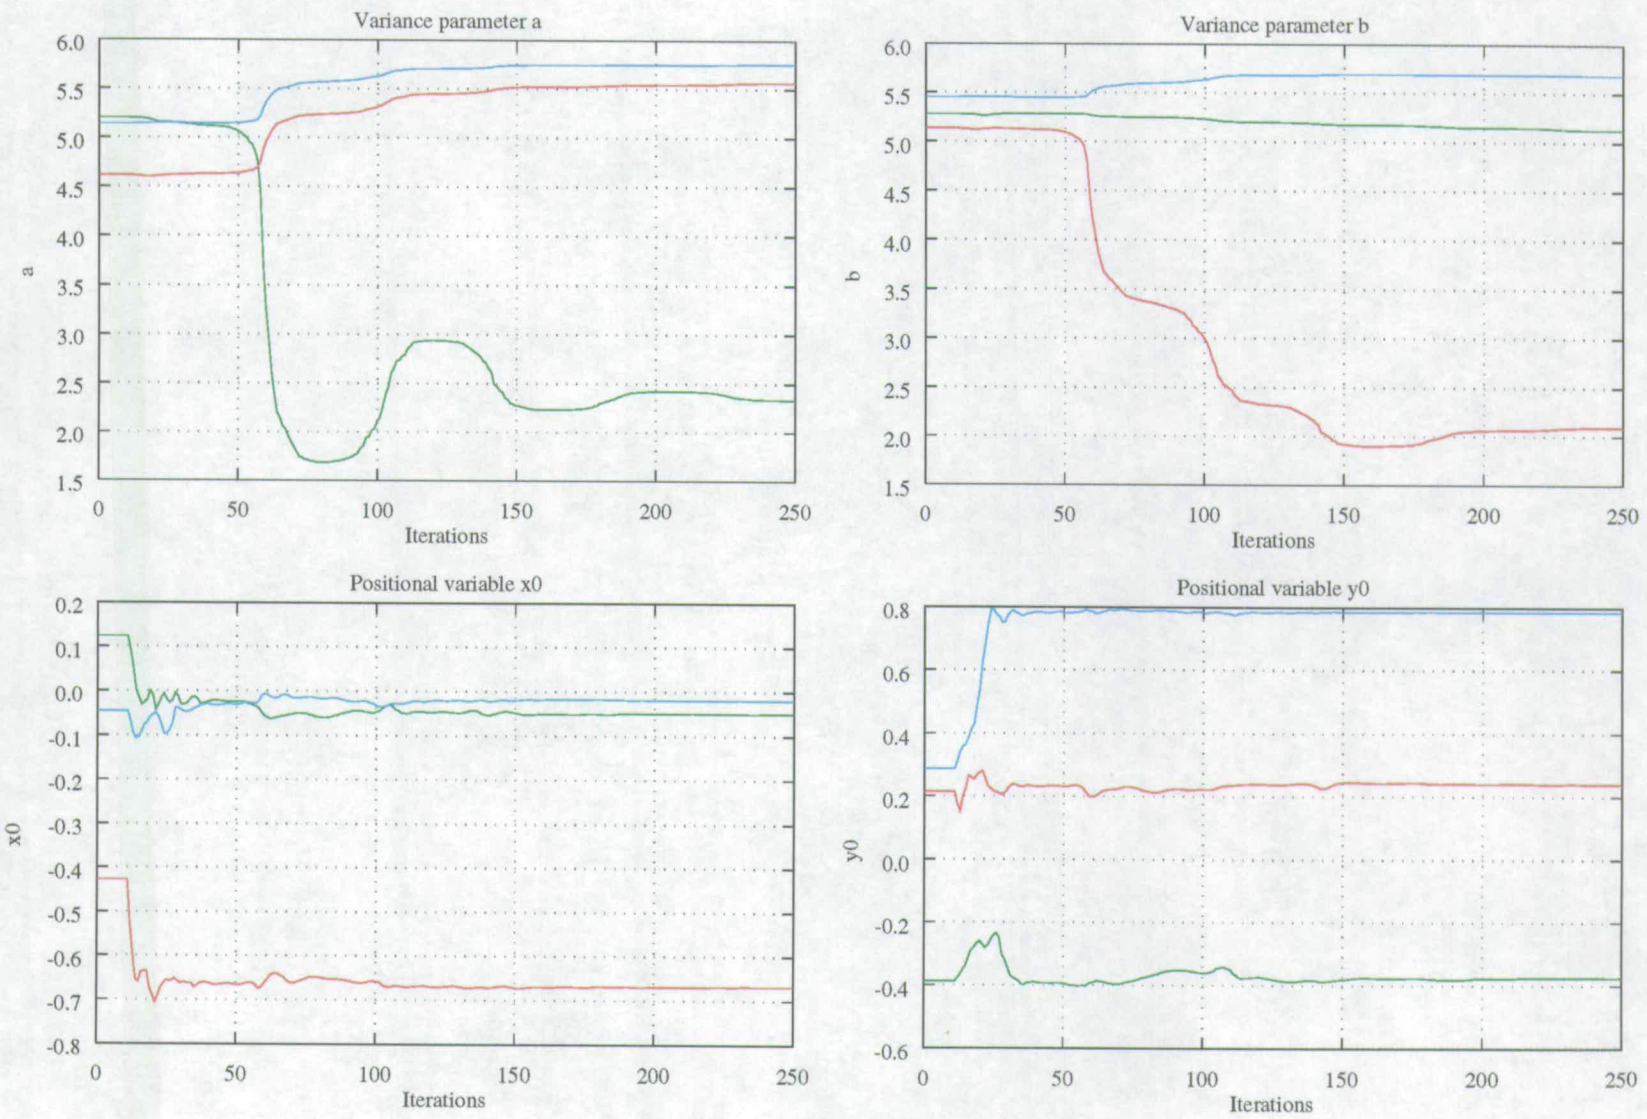 Variance parameter a
6.0
5.5
5.0
4.5
4.0
3.5
3.0
2.5
2.0
1.5
a
0 50 100 150 200 250
Iterations
Variance parameter b
6.0
5.5
5.0
4.5
4.0
3.5
3.0
2.5
2.0
1.5
b
0 50 100 150 200 250
Iterations
Positional variable x0
0.2
0.1
0.0
-0.1
-0.2
-0.3
-0.4
-0.5
-0.6
-0.7
-0.8
x0
0 50 100 150 200 250
Iterations
Positional variable y0
0.8
0.6
0.4
0.2
0.0
-0.2
-0.4
-0.6
y0
0 50 100 150 200 250
Iterations